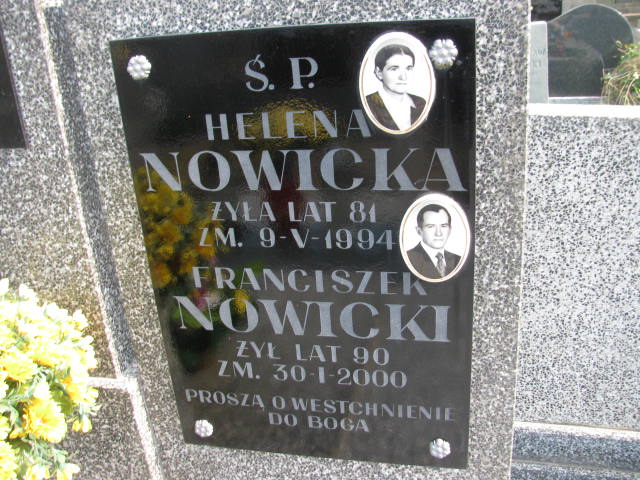 Ś. P.
HELENA
NOWICKA
ŻYŁA LAT 81
ZM. 9-V-1994
FRANCISZEK
NOWICKI
ŻYŁ LAT 90
ZM. 30-I-2000
PROSZĄ O WESTCHNIENIE
DO BOGA